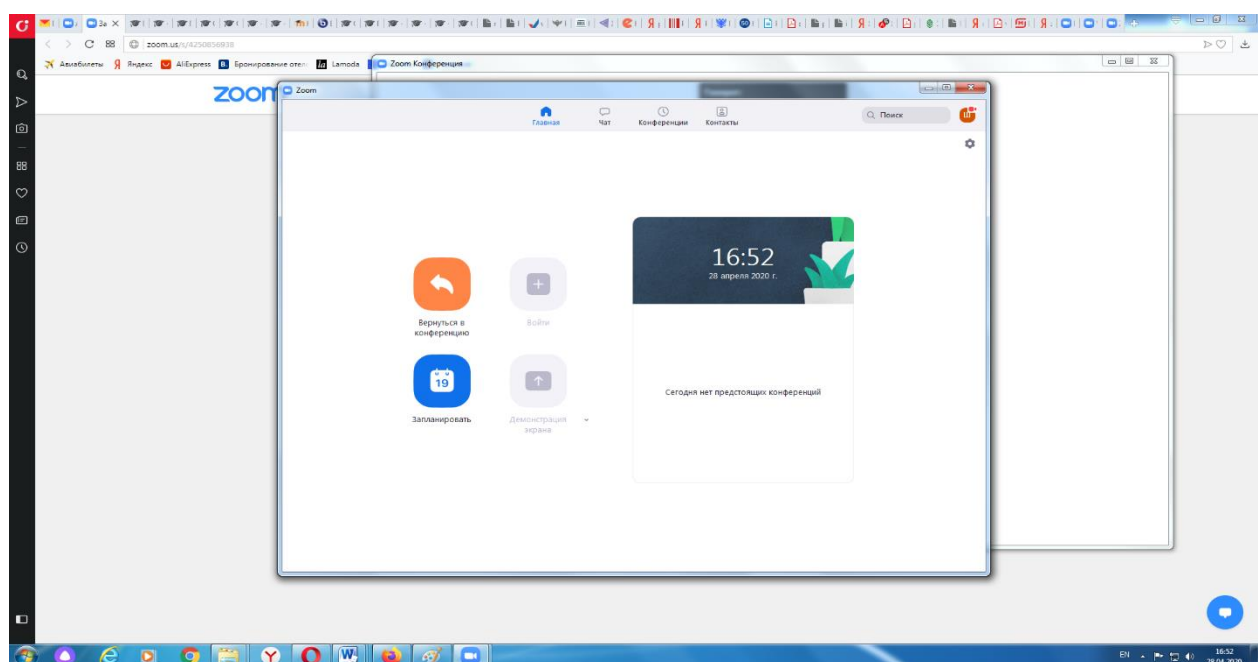 За
zoom.us/s/4250856938
Авиабилеты Яндекс AliExpress Бронирование отел Lamoda
Zoom Конференция
zoom
Zoom
Главная Чат Конференции Контакты
Поиск
16:52
28 апреля 2020 г.
Вернуться в
конференцию
Войти
19
Запланировать
Демонстрация
экрана
Сегодня нет предстоящих конференций
EN
16:52
28.04.2020